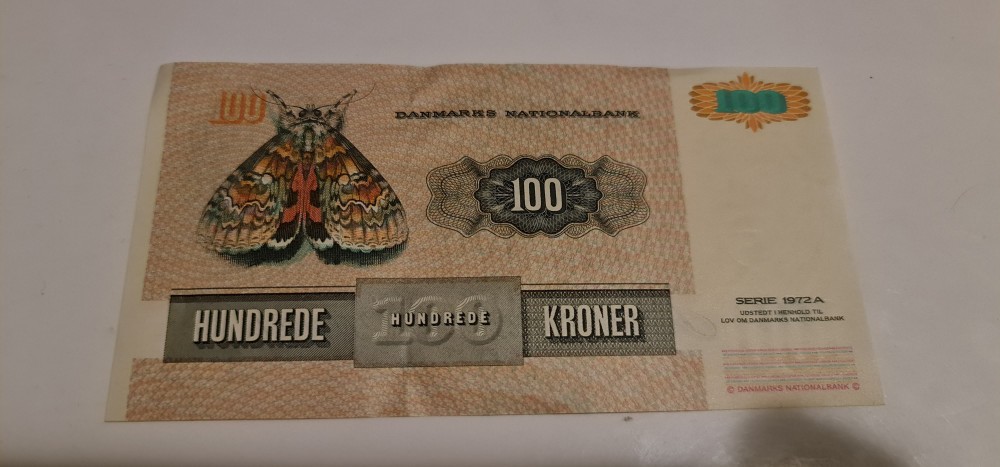 100
DANMARKS NATIONALBANK
100
100
HUNDREDE
100
HUNDREDE
KRONER
SERIE 1972A
UDSTEDT I HENHOLD TIL
LOV OM DANMARKS NATIONALBANK
© DANMARKS NATIONALBANK ©